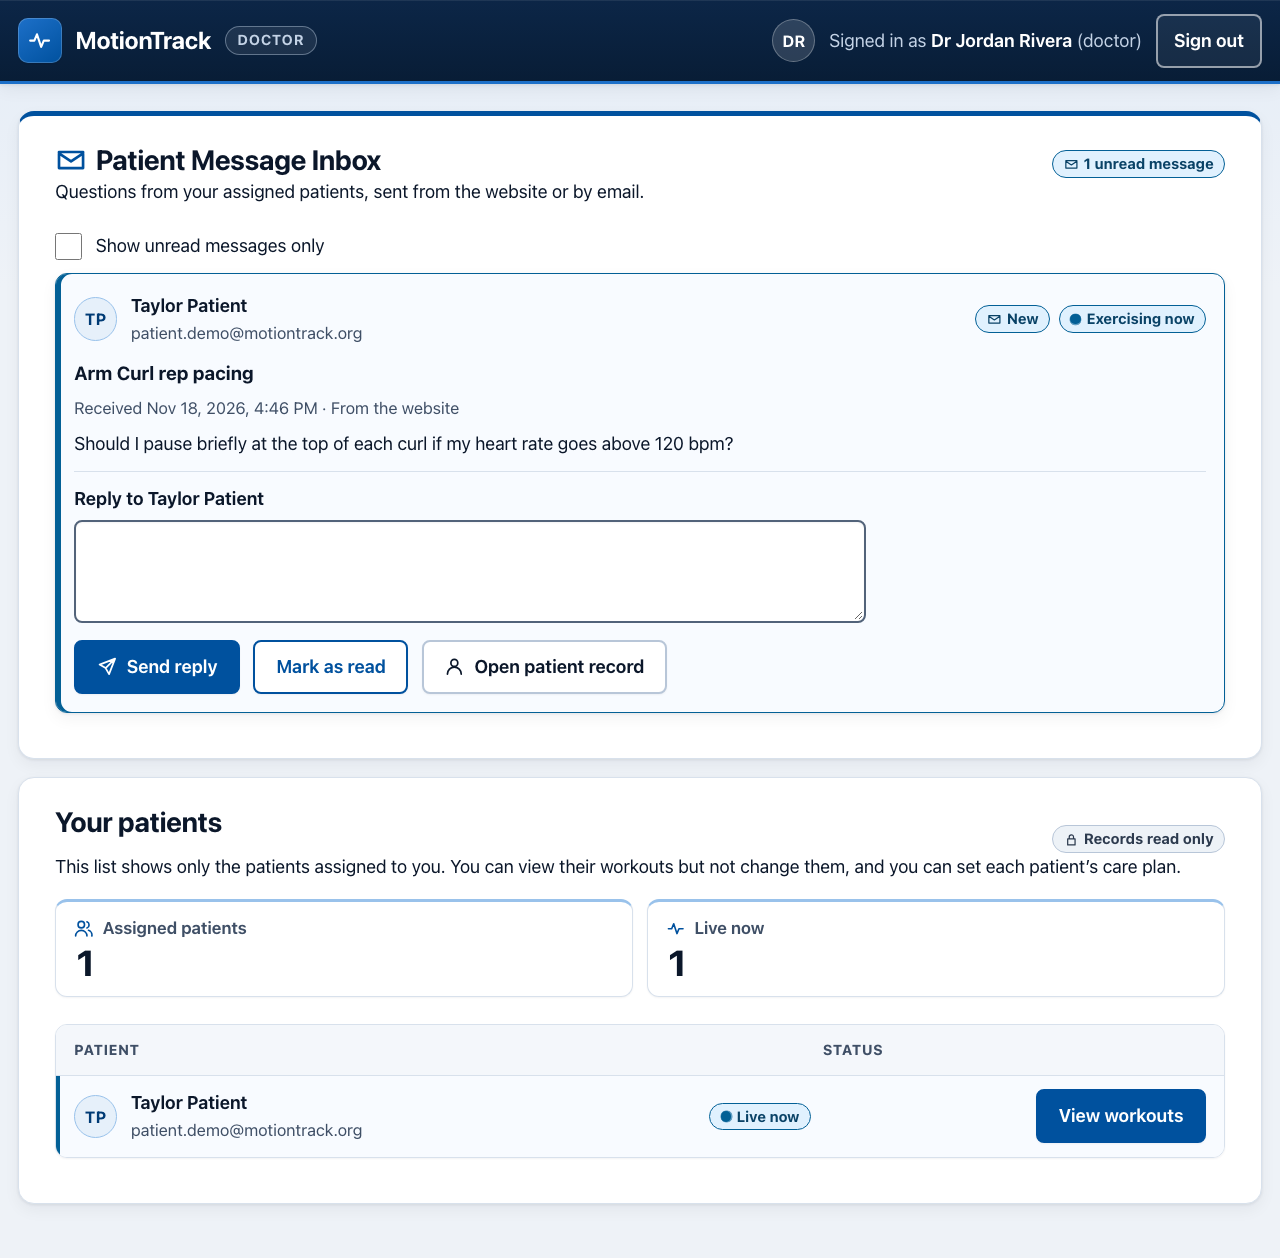 MotionTrack DOCTOR
DR Signed in as Dr Jordan Rivera (doctor) Sign out
Patient Message Inbox
1 unread message
Questions from your assigned patients, sent from the website or by email.
Show unread messages only
TP Taylor Patient
patient.demo@motiontrack.org
New Exercising now
Arm Curl rep pacing
Received Nov 18, 2026, 4:46 PM · From the website
Should I pause briefly at the top of each curl if my heart rate goes above 120 bpm?
Reply to Taylor Patient
Send reply Mark as read Open patient record
Your patients
Records read only
This list shows only the patients assigned to you. You can view their workouts but not change them, and you can set each patient’s care plan.
Assigned patients
1
Live now
1
PATIENT STATUS
TP Taylor Patient
patient.demo@motiontrack.org
Live now View workouts